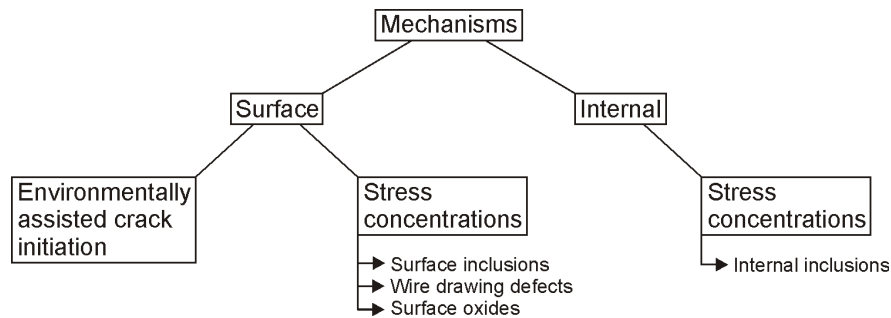 Mechanisms
Surface
Internal
Environmentally
assisted crack
initiation
Stress
concentrations
Surface inclusions
Wire drawing defects
Surface oxides
Stress
concentrations
Internal inclusions